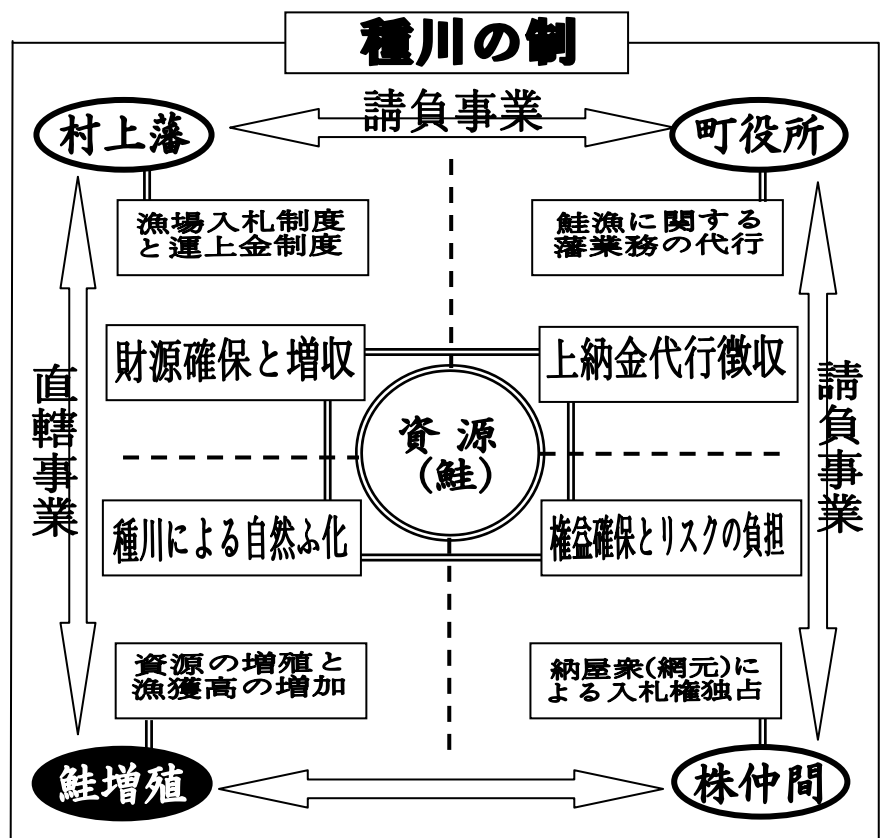 種川の制
請負事業
村上藩
町役所
漁場入札制度
と運上金制度
鮭漁に関する
藩業務の代行
財源確保と増収
上納金代行徴収
直轄事業
資源
(鮭)
請負事業
種川による自然ふ化
権益確保とリスクの負担
資源の増殖と
漁獲高の増加
納屋衆(網元)に
よる入札権独占
鮭増殖
株仲間